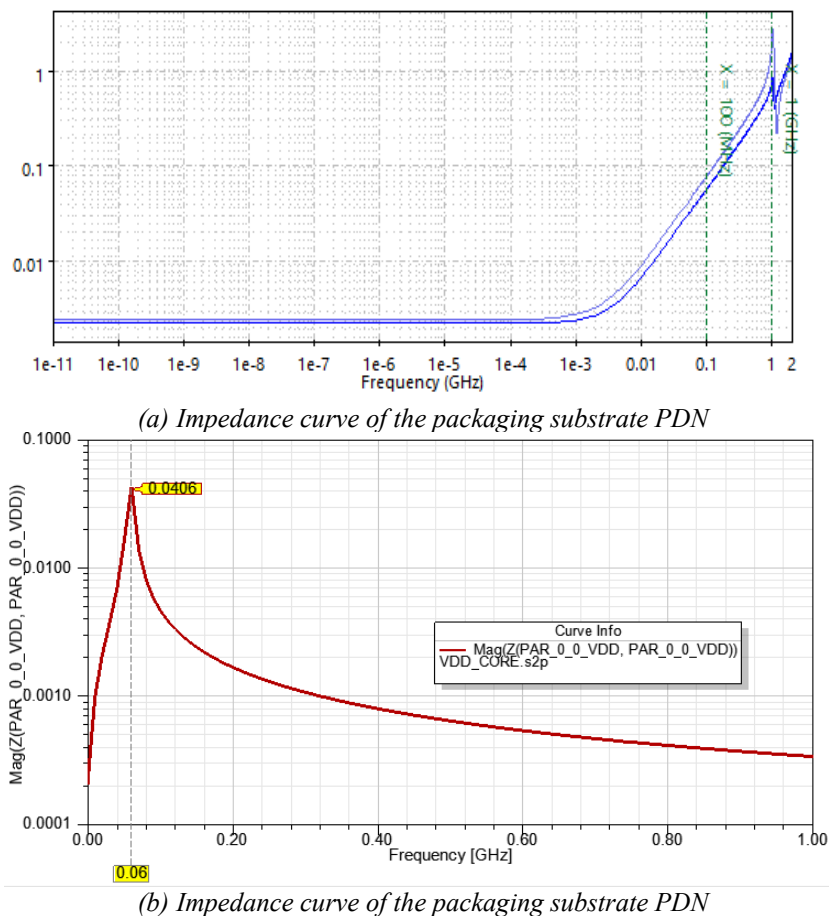 1
0.1
0.01
X = 100 (MHz)
X = 1 (GHz)
1e-11 1e-10 1e-9 1e-8 1e-7 1e-6 1e-5 1e-4 1e-3 0.01 0.1 1 2
Frequency (GHz)
(a) Impedance curve of the packaging substrate PDN
0.1000
0.0406
0.0100
0.0010
0.0001
Mag(Z(PAR_0_0_VDD, PAR_0_0_VDD))
Curve Info
Mag(Z(PAR_0_0_VDD, PAR_0_0_VDD))
VDD_CORE.s2p
0.00 0.20 0.40 0.60 0.80 1.00
Frequency [GHz]
0.06
(b) Impedance curve of the packaging substrate PDN